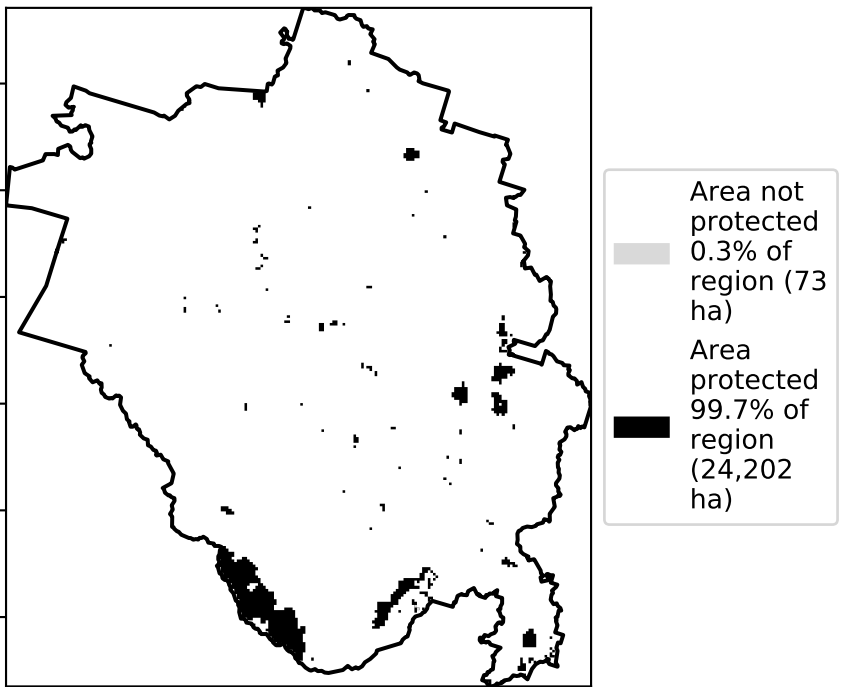 Area not
protected
0.3% of
region (73
ha)
Area
protected
99.7% of
region
(24,202
ha)